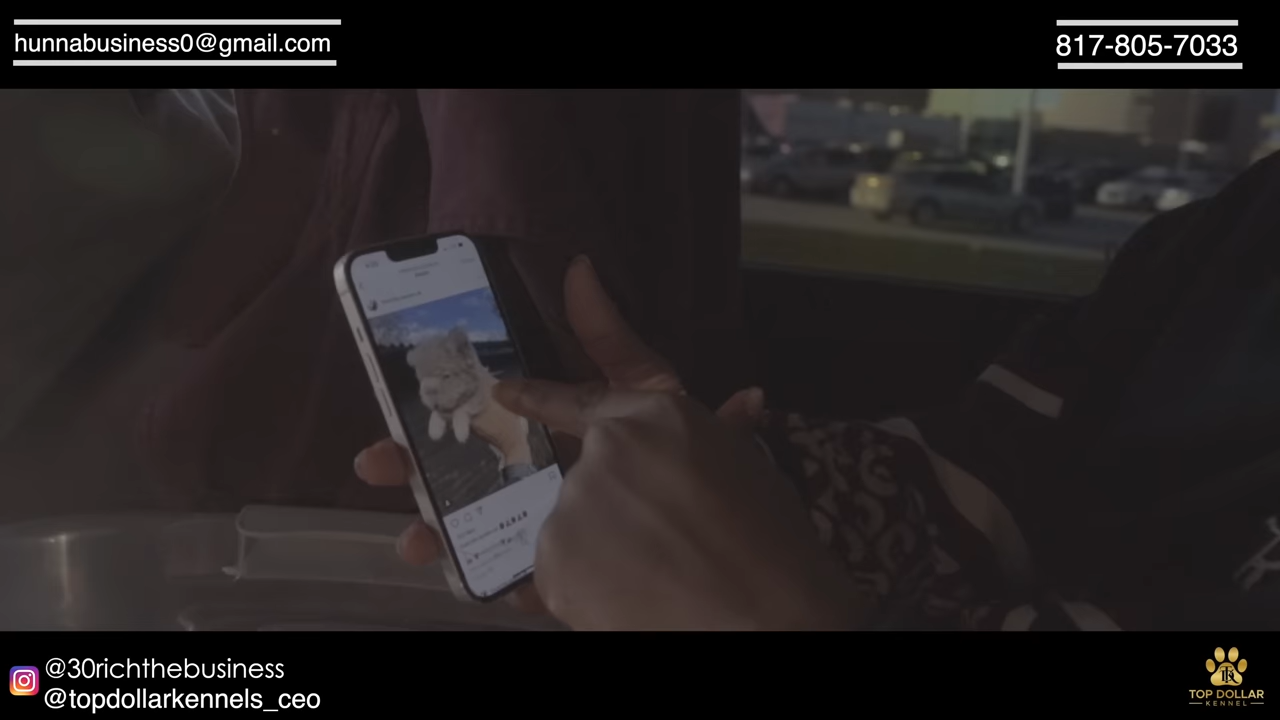 hunnabusiness0@gmail.com
817-805-7033
@30richthebusiness
@topdollarkennels_ceo
TOP DOLLAR
KENNEL